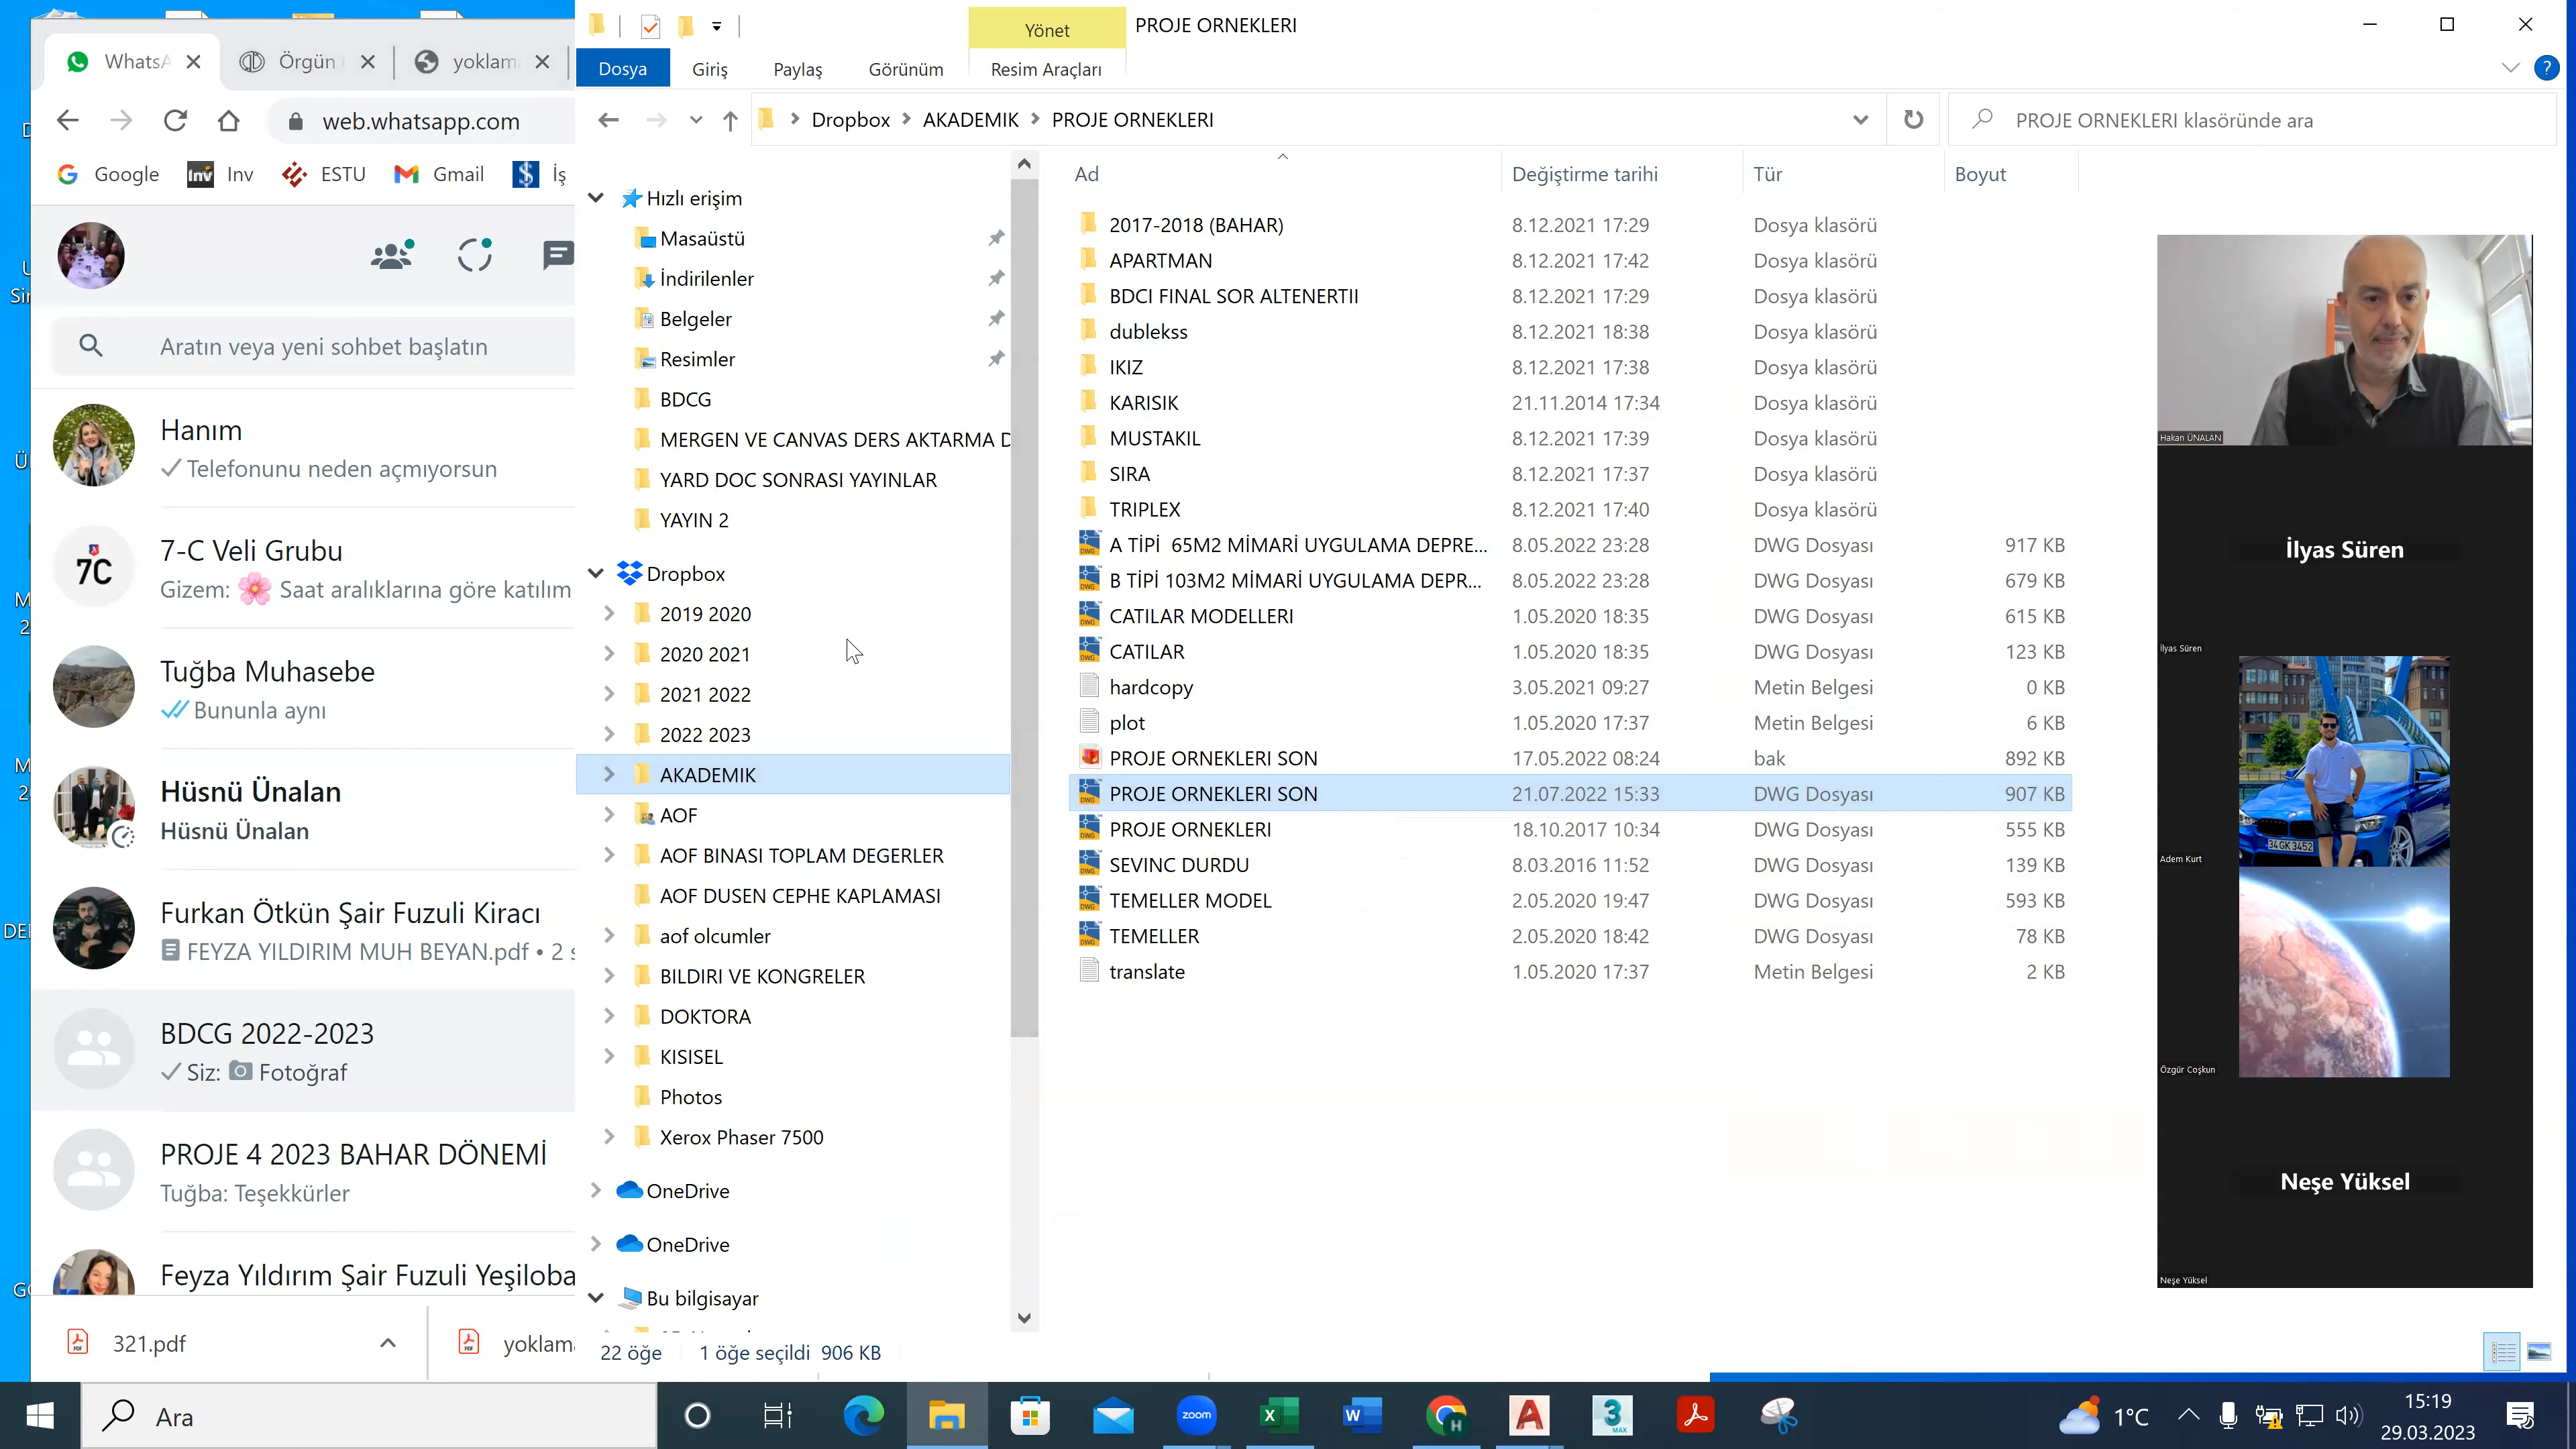 WhatsA
Örgün
yoklam
web.whatsapp.com
Google
Inv
ESTU
Gmail
İş
Aratın veya yeni sohbet başlatın
Hanım
Telefonunu neden açmıyorsun
7C
7-C Veli Grubu
Gizem: 🌸 Saat aralıklarına göre katılım
Tuğba Muhasebe
Bununla aynı
Hüsnü Ünalan
Hüsnü Ünalan
Furkan Ötkün Şair Fuzuli Kiracı
FEYZA YILDIRIM MUH BEYAN.pdf • 2 s
BDCG 2022-2023
Siz: Fotoğraf
PROJE 4 2023 BAHAR DÖNEMİ
Tuğba: Teşekkürler
Feyza Yıldırım Şair Fuzuli Yeşiloba
321.pdf
yoklama
Yönet
PROJE ORNEKLERI
Dosya
Giriş
Paylaş
Görünüm
Resim Araçları
Dropbox > AKADEMIK > PROJE ORNEKLERI
PROJE ORNEKLERI klasöründe ara
Hızlı erişim
Masaüstü
İndirilenler
Belgeler
Resimler
BDCG
MERGEN VE CANVAS DERS AKTARMA D
YARD DOC SONRASI YAYINLAR
YAYIN 2
Dropbox
2019 2020
2020 2021
2021 2022
2022 2023
AKADEMIK
AOF
AOF BINASI TOPLAM DEGERLER
AOF DUSEN CEPHE KAPLAMASI
aof olcumler
BILDIRI VE KONGRELER
DOKTORA
KISISEL
Photos
Xerox Phaser 7500
OneDrive
OneDrive
Bu bilgisayar
22 öğe
1 öğe seçildi 906 KB
Ad Değiştirme tarihi Tür Boyut
2017-2018 (BAHAR) 8.12.2021 17:29 Dosya klasörü
APARTMAN 8.12.2021 17:42 Dosya klasörü
BDCI FINAL SOR ALTENERTII 8.12.2021 17:29 Dosya klasörü
dublekss 8.12.2021 18:38 Dosya klasörü
IKIZ 8.12.2021 17:38 Dosya klasörü
KARISIK 21.11.2014 17:34 Dosya klasörü
MUSTAKIL 8.12.2021 17:39 Dosya klasörü
SIRA 8.12.2021 17:37 Dosya klasörü
TRIPLEX 8.12.2021 17:40 Dosya klasörü
A TİPİ 65M2 MİMARİ UYGULAMA DEPRE... 8.05.2022 23:28 DWG Dosyası 917 KB
B TİPİ 103M2 MİMARİ UYGULAMA DEPR... 8.05.2022 23:28 DWG Dosyası 679 KB
CATILAR MODELLERI 1.05.2020 18:35 DWG Dosyası 615 KB
CATILAR 1.05.2020 18:35 DWG Dosyası 123 KB
hardcopy 3.05.2021 09:27 Metin Belgesi 0 KB
plot 1.05.2020 17:37 Metin Belgesi 6 KB
PROJE ORNEKLERI SON 17.05.2022 08:24 bak 892 KB
PROJE ORNEKLERI SON 21.07.2022 15:33 DWG Dosyası 907 KB
PROJE ORNEKLERI 18.10.2017 10:34 DWG Dosyası 555 KB
SEVINC DURDU 8.03.2016 11:52 DWG Dosyası 139 KB
TEMELLER MODEL 2.05.2020 19:47 DWG Dosyası 593 KB
TEMELLER 2.05.2020 18:42 DWG Dosyası 78 KB
translate 1.05.2020 17:37 Metin Belgesi 2 KB
Hakan ÜNALAN
İlyas Süren
İlyas Süren
34 GK 3452
Adem Kurt
Özgür Coşkun
Neşe Yüksel
Neşe Yüksel
Ara
zoom
1°C
15:19
29.03.2023